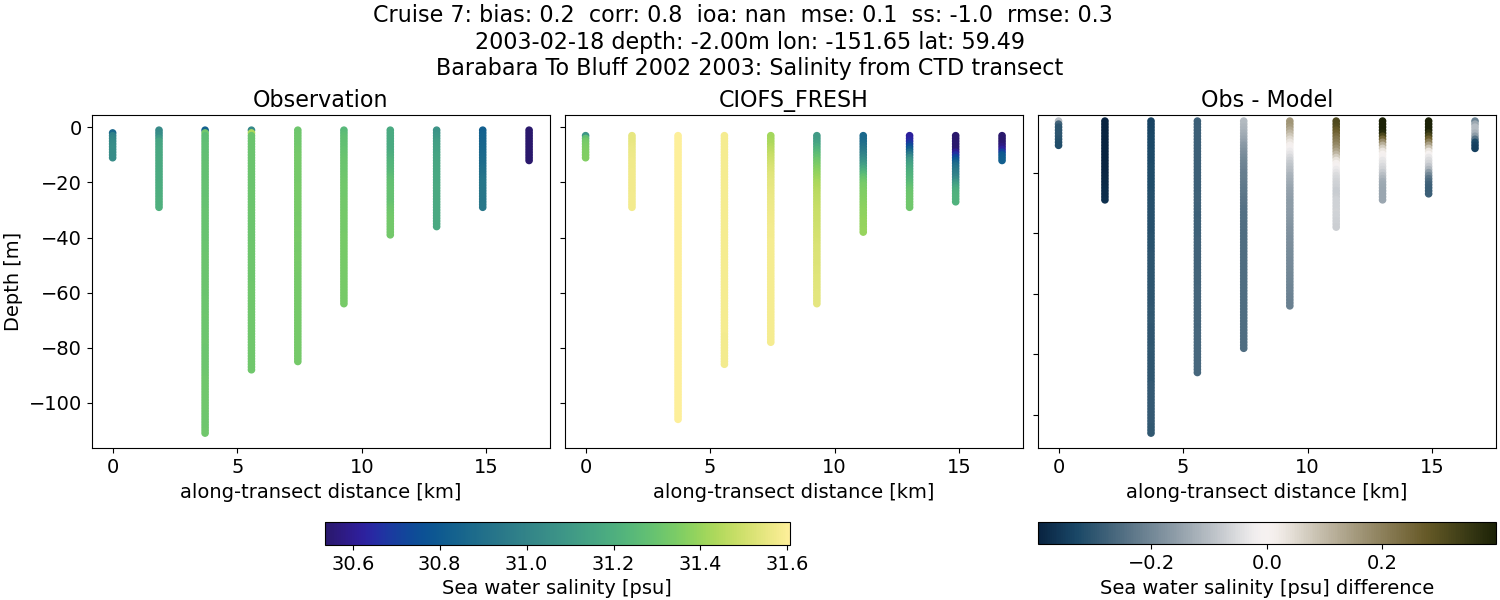 Cruise 7: bias: 0.2  corr: 0.8  ioa: nan  mse: 0.1  ss: -1.0  rmse: 0.3
2003-02-18 depth: -2.00m lon: -151.65 lat: 59.49
Barabara To Bluff 2002 2003: Salinity from CTD transect
Observation
CIOFS_FRESH
Obs - Model
Depth [m]
0
−20
−40
−60
−80
−100
0 5 10 15
0 5 10 15
0 5 10 15
along-transect distance [km]
along-transect distance [km]
along-transect distance [km]
30.6 30.8 31.0 31.2 31.4 31.6
Sea water salinity [psu]
−0.2 0.0 0.2
Sea water salinity [psu] difference